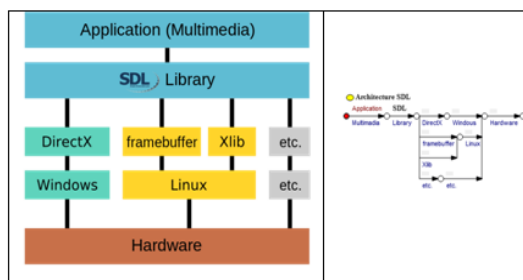 Application (Multimedia)
SDL Library
DirectX
framebuffer
Xlib
etc.
Windows
Linux
etc.
Hardware
Architecture SDL
Application
SDL
Multimedia
Library
DirectX
Windows
Hardware
framebuffer
Linux
Xlib
etc.
etc.